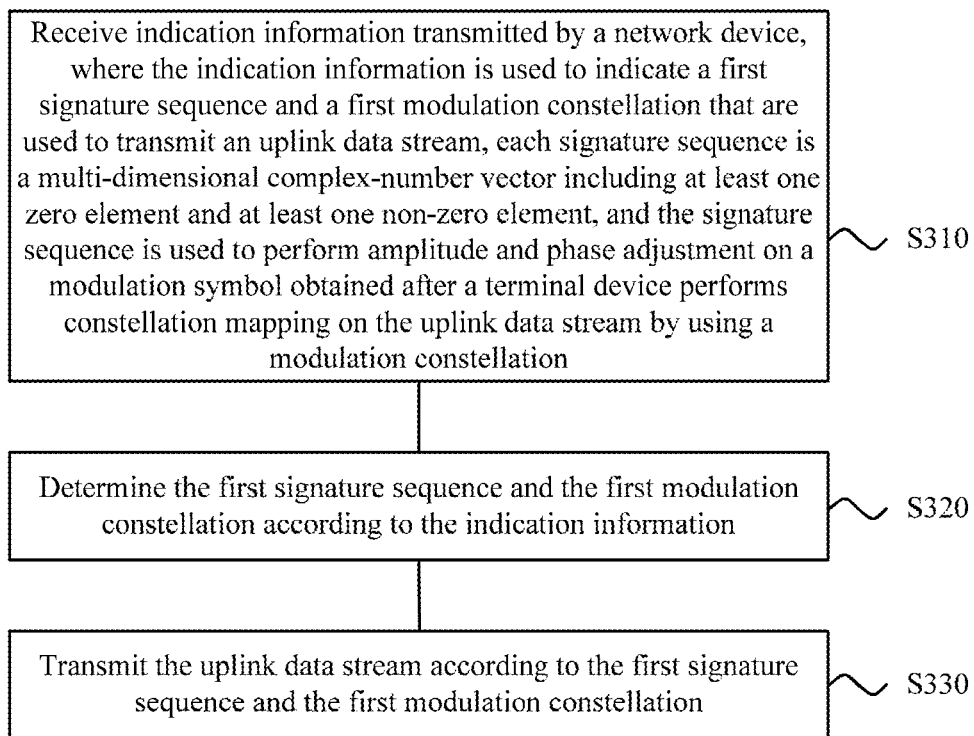 Receive indication information transmitted by a network device,
where the indication information is used to indicate a first
signature sequence and a first modulation constellation that are
used to transmit an uplink data stream, each signature sequence is
a multi-dimensional complex-number vector including at least one
zero element and at least one non-zero element, and the signature
sequence is used to perform amplitude and phase adjustment on a
modulation symbol obtained after a terminal device performs
constellation mapping on the uplink data stream by using a
modulation constellation
S310
Determine the first signature sequence and the first modulation
constellation according to the indication information
S320
Transmit the uplink data stream according to the first signature
sequence and the first modulation constellation
S330